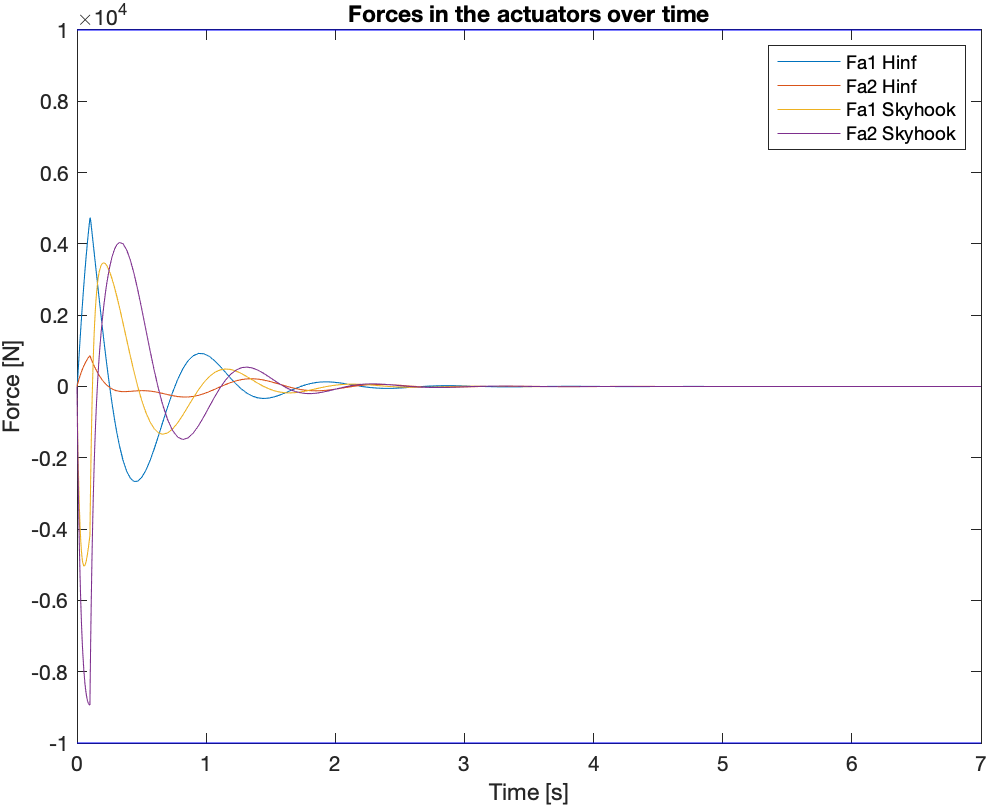 Forces in the actuators over time
×10⁴
1
0.8
0.6
0.4
0.2
0
-0.2
-0.4
-0.6
-0.8
-1
Force [N]
Fa1 Hinf
Fa2 Hinf
Fa1 Skyhook
Fa2 Skyhook
0 1 2 3 4 5 6 7
Time [s]